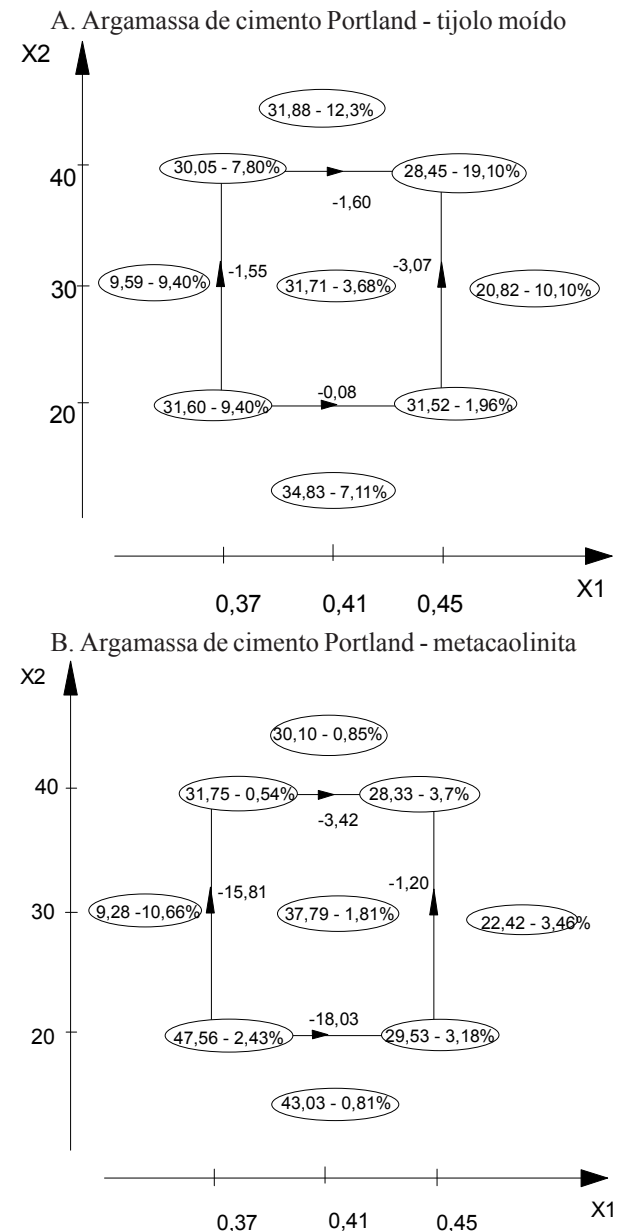 A. Argamassa de cimento Portland - tijolo moído
X2
31,88 - 12,3%
40
30,05 - 7,80%
28,45 - 19,10%
-1,60
-1,55
-3,07
30
9,59 - 9,40%
31,71 - 3,68%
20,82 - 10,10%
-0,08
20
31,60 - 9,40%
31,52 - 1,96%
34,83 - 7,11%
X1
0,37 0,41 0,45
B. Argamassa de cimento Portland - metacaolinita
X2
30,10 - 0,85%
40
31,75 - 0,54%
28,33 - 3,7%
-3,42
-15,81
-1,20
30
9,28 -10,66%
37,79 - 1,81%
22,42 - 3,46%
-18,03
20
47,56 - 2,43%
29,53 - 3,18%
43,03 - 0,81%
X1
0,37 0,41 0,45